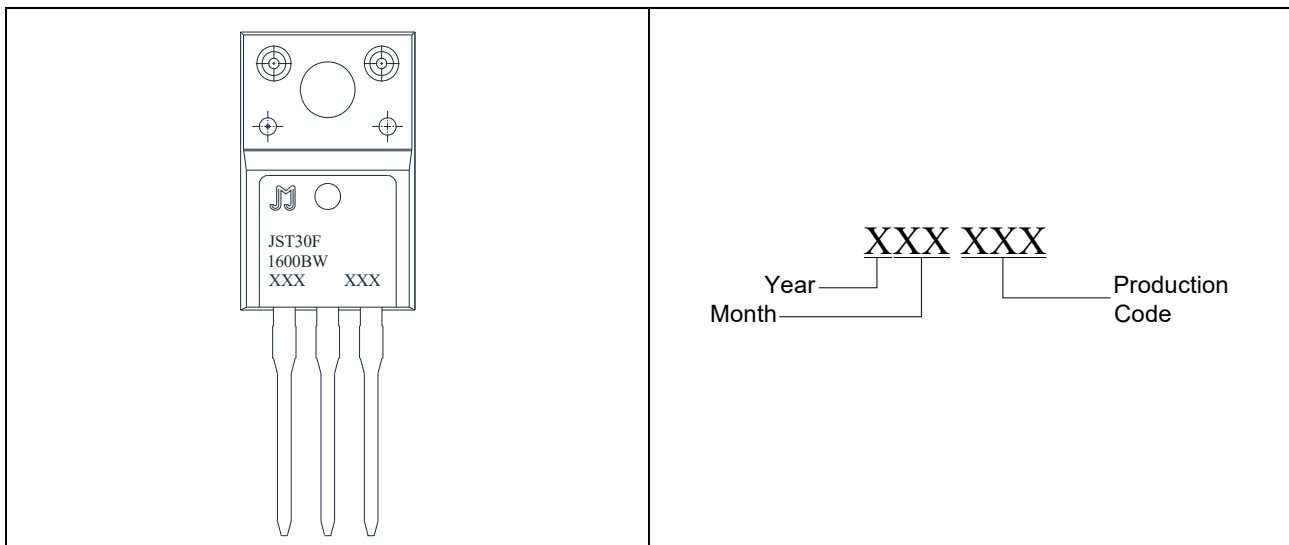 JST30F
1600BW
XXX XXX
XXX XXX
Year
Month
Production
Code